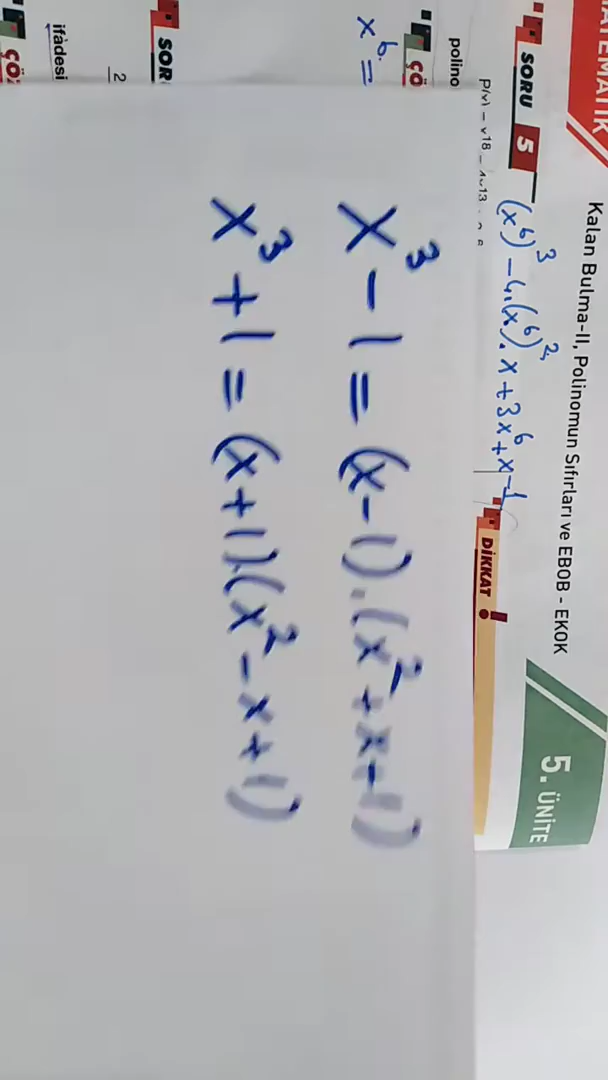 MATEMATİK
Kalan Bulma-II, Polinomun Sıfırları ve EBOB - EKOK
5. ÜNİTE
SORU 5
(x⁶)³ - 4.(x⁶)².x + 3x⁶ + x - 1
DİKKAT !
polino
ÇÖ
x⁶ =
x³ - 1 = (x-1).(x² + x + 1)
x³ + 1 = (x+1).(x² - x + 1)
SOR
2
ifadesi
ÇÖZ